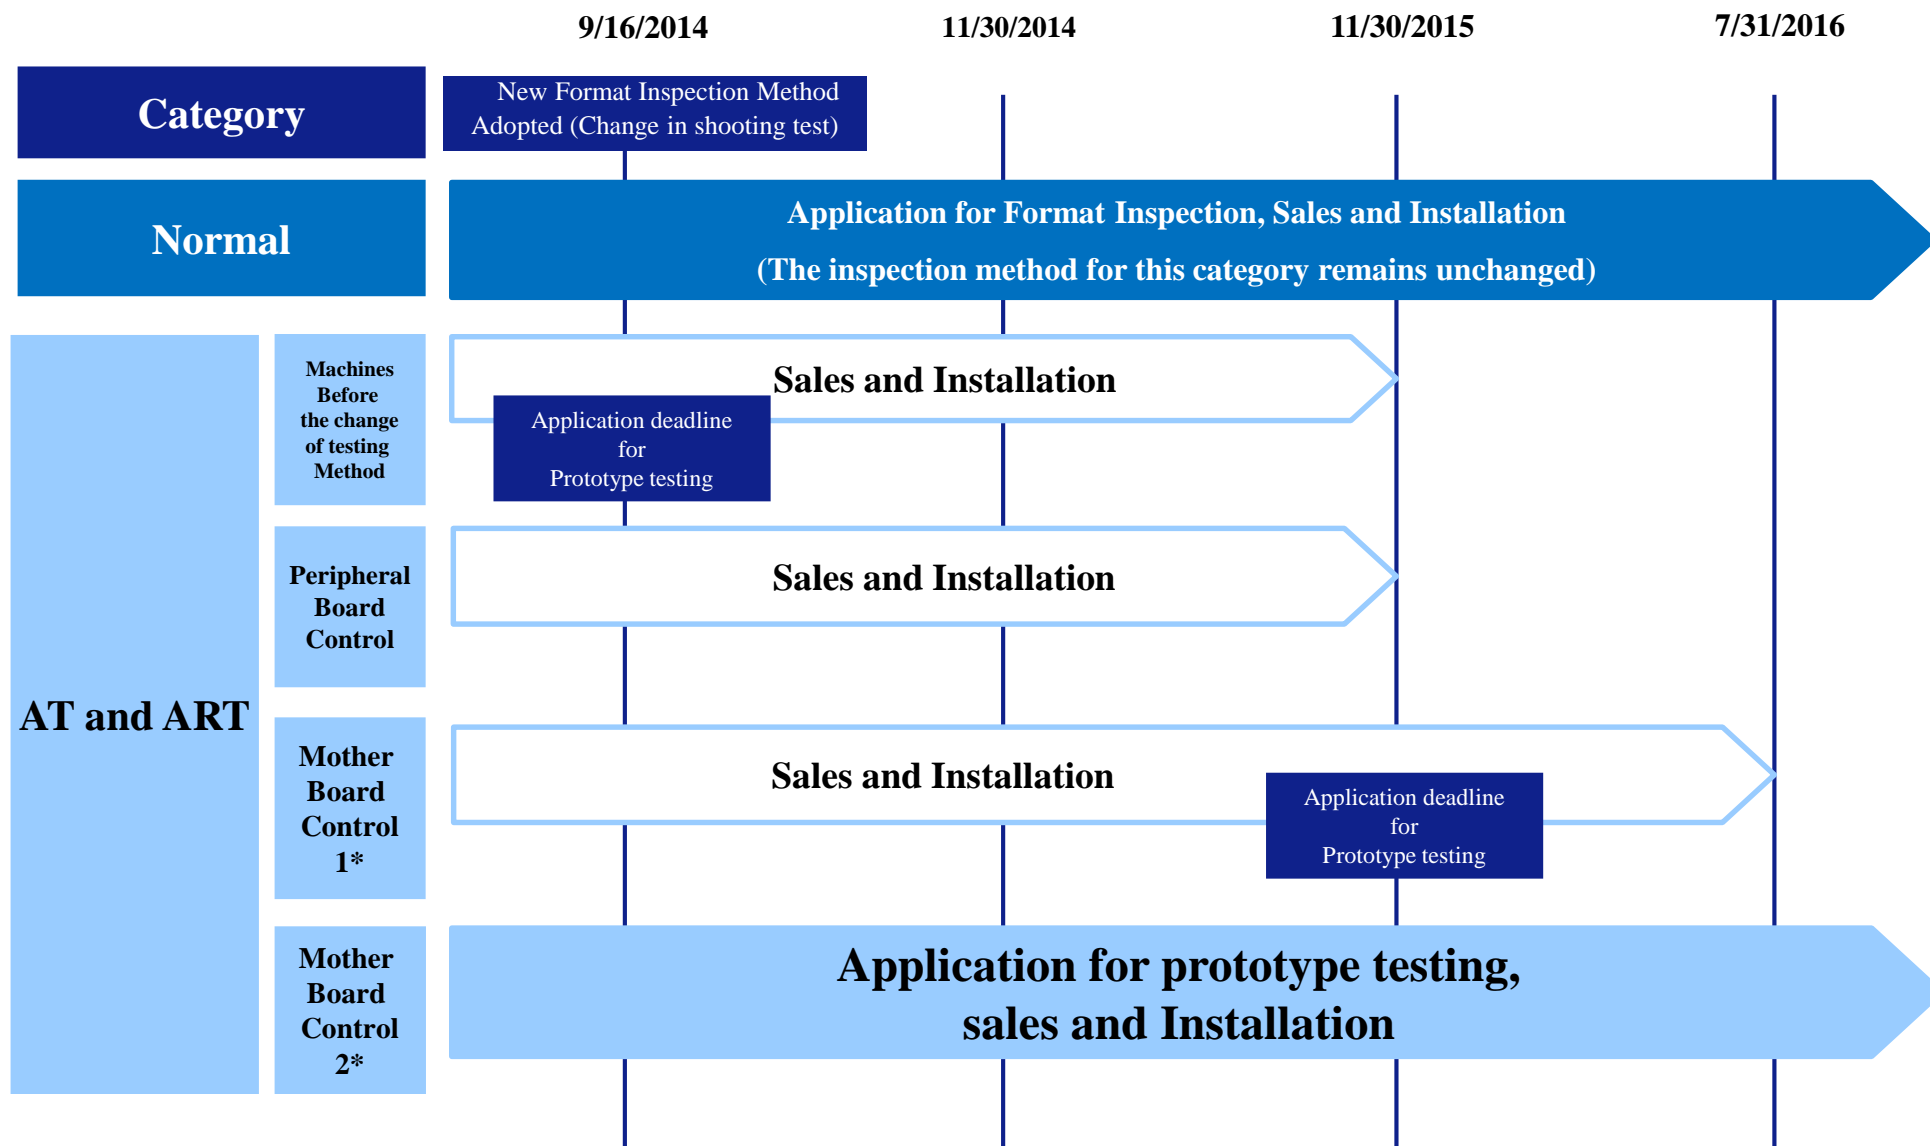 9/16/2014
11/30/2014
11/30/2015
7/31/2016
Category
New Format Inspection Method
Adopted (Change in shooting test)
Normal
Application for Format Inspection, Sales and Installation
(The inspection method for this category remains unchanged)
AT and ART
Machines
Before
the change
of testing
Method
Sales and Installation
Application deadline
for
Prototype testing
Peripheral
Board
Control
Sales and Installation
Mother
Board
Control
1*
Sales and Installation
Application deadline
for
Prototype testing
Mother
Board
Control
2*
Application for prototype testing,
sales and Installation